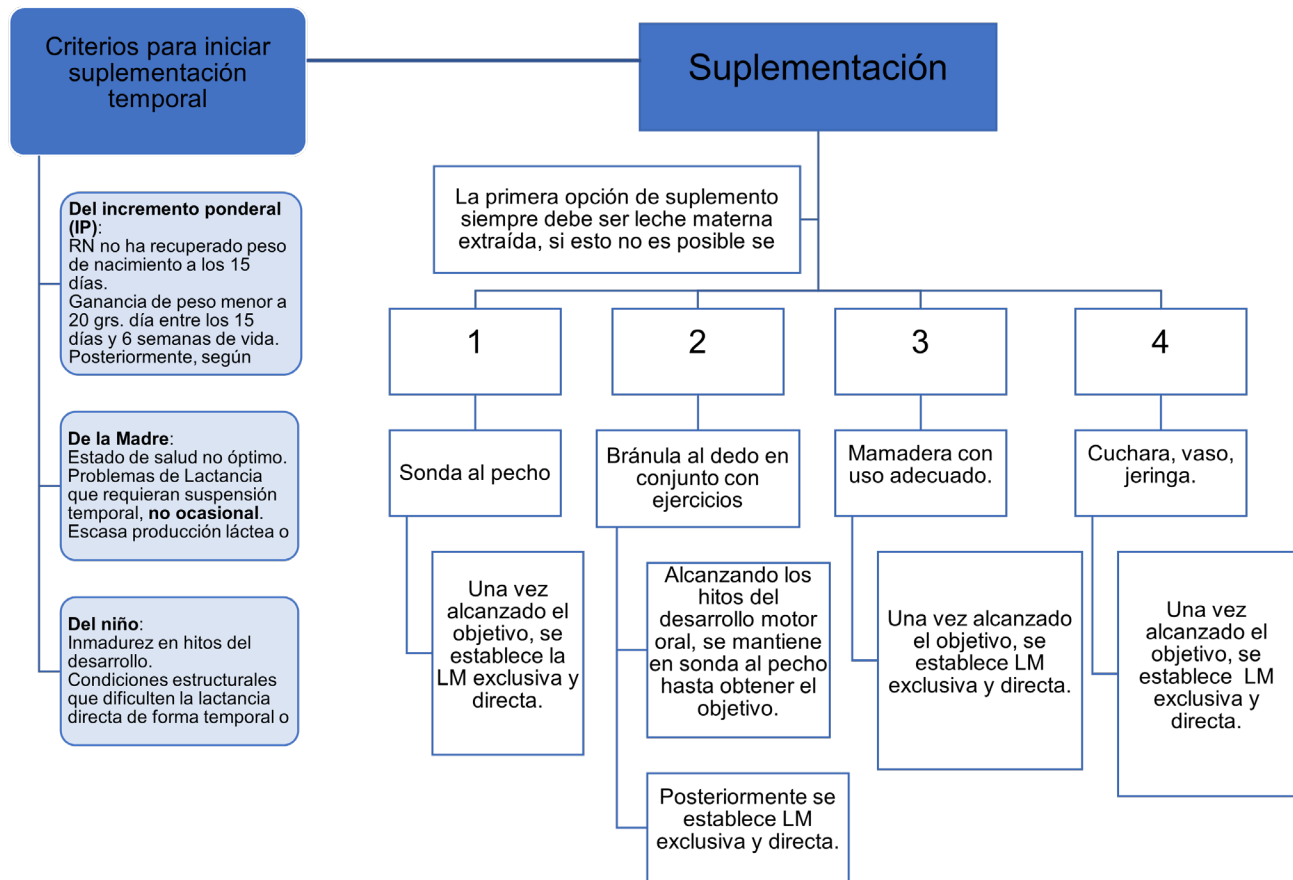 Criterios para iniciar
suplementación
temporal
Del incremento ponderal
(IP):
RN no ha recuperado peso
de nacimiento a los 15
días.
Ganancia de peso menor a
20 grs. día entre los 15
días y 6 semanas de vida.
Posteriormente, según
De la Madre:
Estado de salud no óptimo.
Problemas de Lactancia
que requieran suspensión
temporal, no ocasional.
Escasa producción láctea o
Del niño:
Inmadurez en hitos del
desarrollo.
Condiciones estructurales
que dificulten la lactancia
directa de forma temporal o
Suplementación
La primera opción de suplemento
siempre debe ser leche materna
extraída, si esto no es posible se
1
Sonda al pecho
Una vez
alcanzado el
objetivo, se
establece la
LM exclusiva y
directa.
2
Bránula al dedo en
conjunto con
ejercicios
Alcanzando los
hitos del
desarrollo motor
oral, se mantiene
en sonda al pecho
hasta obtener el
objetivo.
Posteriormente se
establece LM
exclusiva y directa.
3
Mamadera con
uso adecuado.
Una vez alcanzado
el objetivo, se
establece LM
exclusiva y directa.
4
Cuchara, vaso,
jeringa.
Una vez
alcanzado el
objetivo, se
establece  LM
exclusiva y
directa.